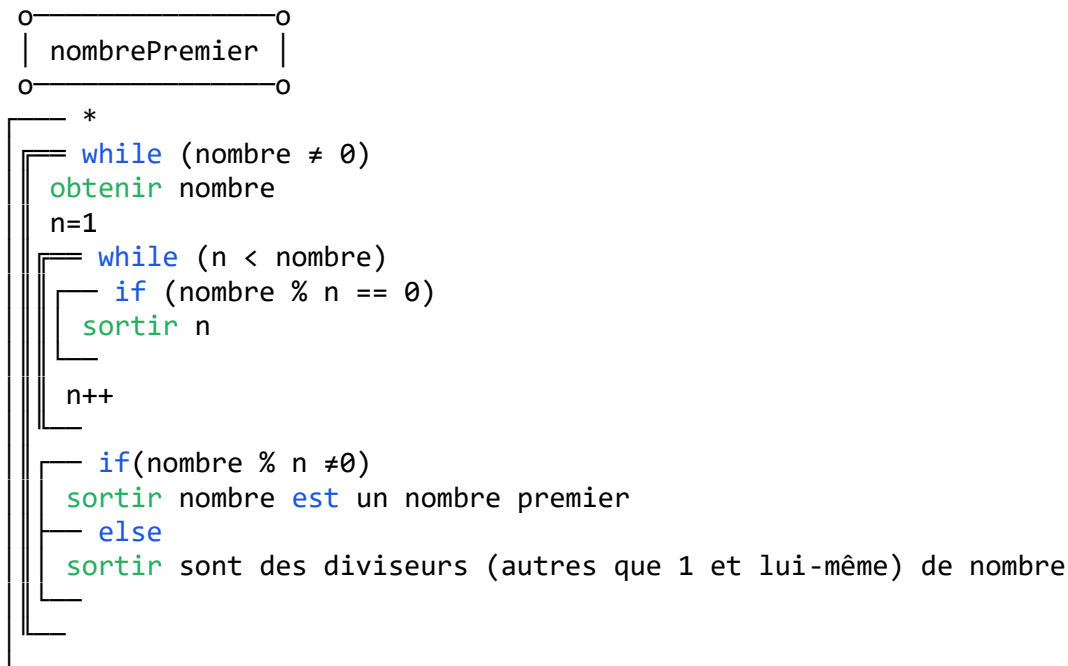 nombrePremier
*
while (nombre ≠ 0)
obtenir nombre
n=1
while (n < nombre)
if (nombre % n == 0)
sortir n
n++
if(nombre % n ≠0)
sortir nombre est un nombre premier
else
sortir sont des diviseurs (autres que 1 et lui-même) de nombre